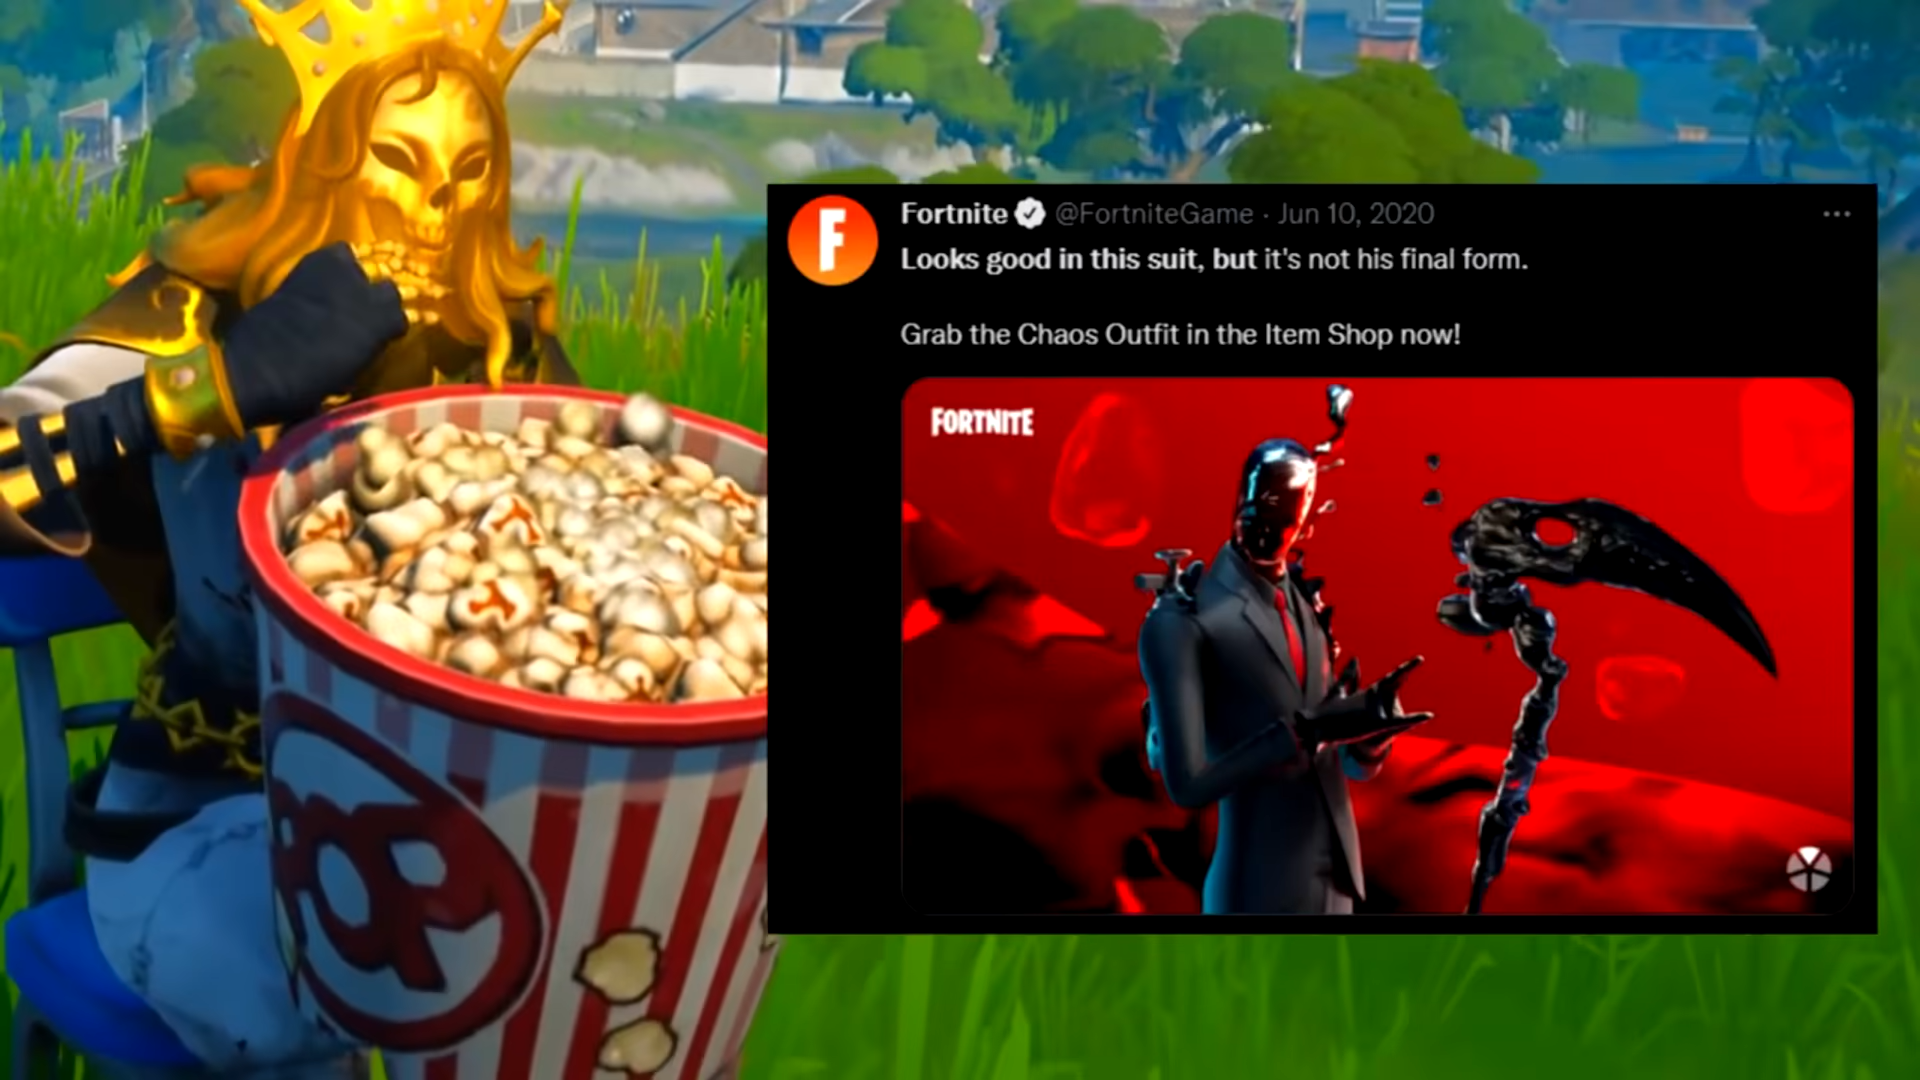 Fortnite @FortniteGame · Jun 10, 2020
Looks good in this suit, but it's not his final form.
Grab the Chaos Outfit in the Item Shop now!
FORTNITE